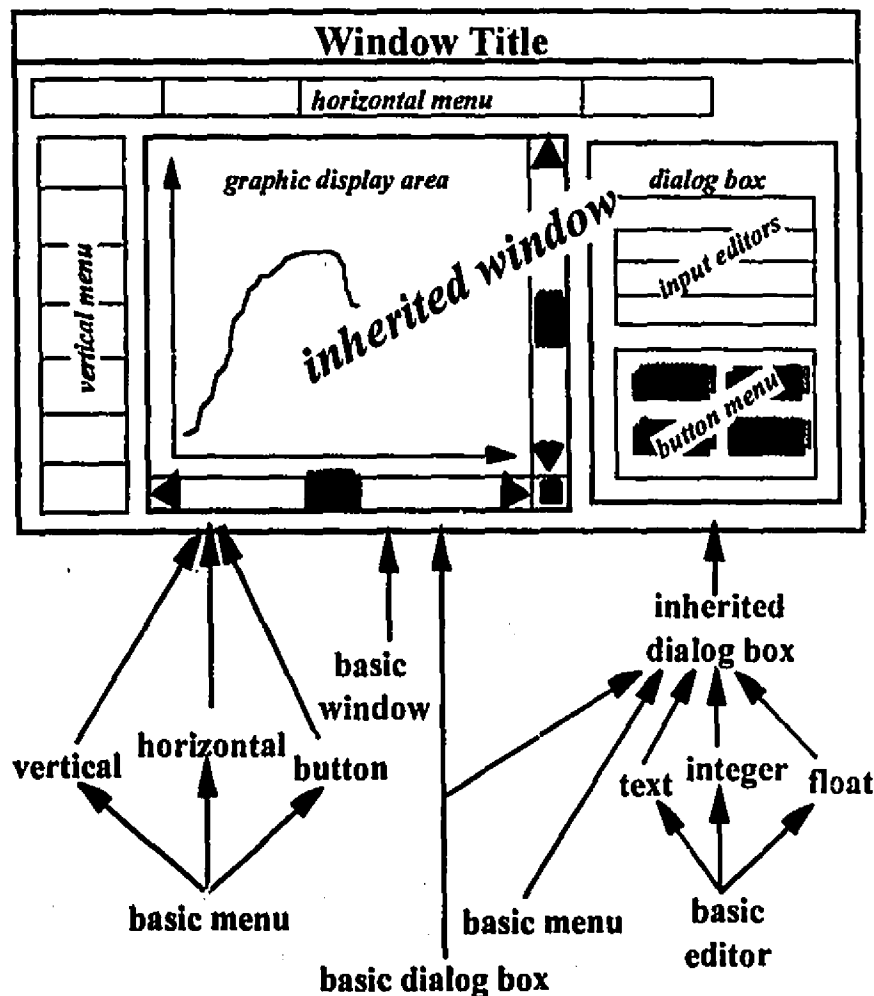 Window Title
horizontal menu
graphic display area
dialog box
inherited window
input editors
vertical menu
button menu
inherited
dialog box
basic
window
horizontal
vertical
button
text
integer
float
basic menu
basic menu
basic
editor
basic dialog box